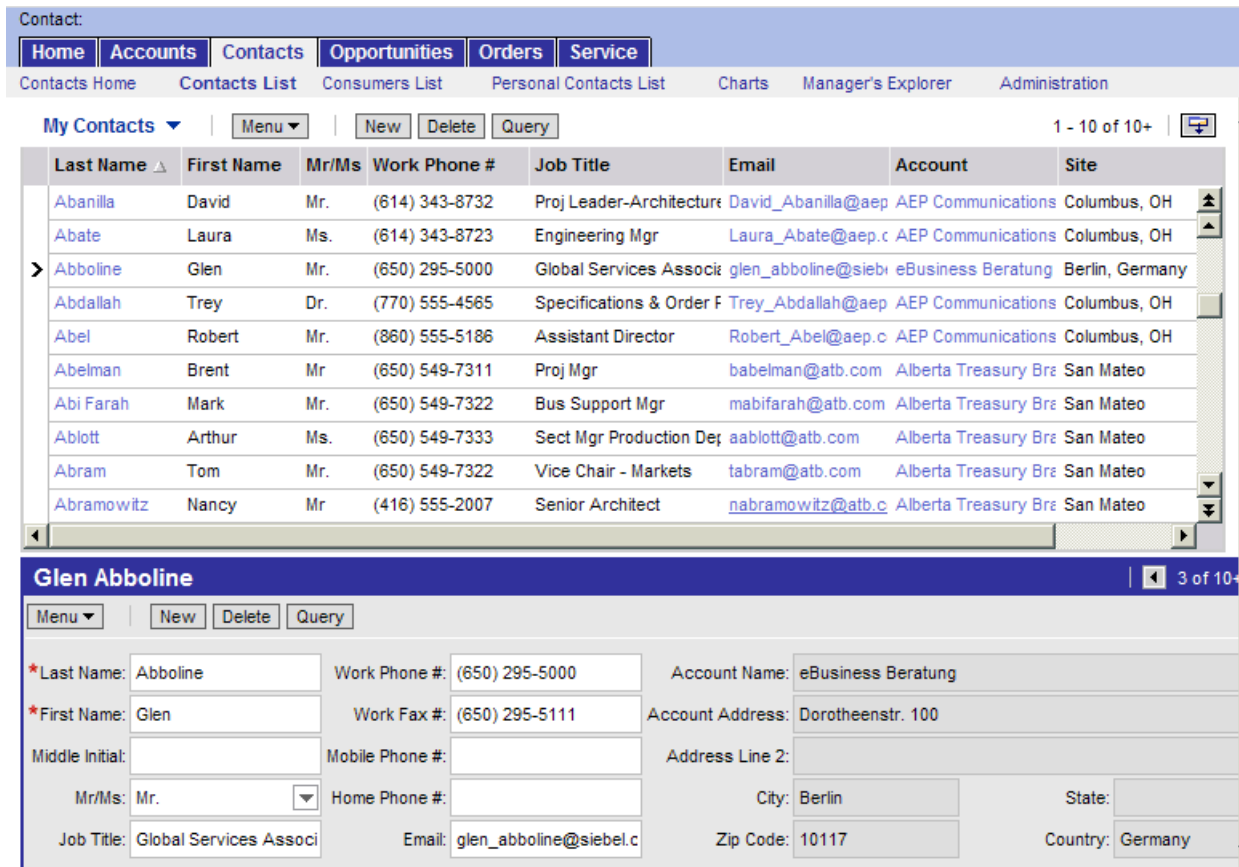 Contact:
Home Accounts Contacts Opportunities Orders Service
Contacts Home Contacts List Consumers List Personal Contacts List Charts Manager's Explorer Administration
My Contacts Menu New Delete Query 1 - 10 of 10+
Last Name First Name Mr/Ms Work Phone # Job Title Email Account Site
Abanilla David Mr. (614) 343-8732 Proj Leader-Architecture David_Abanilla@aep AEP Communications Columbus, OH
Abate Laura Ms. (614) 343-8723 Engineering Mgr Laura_Abate@aep.c AEP Communications Columbus, OH
Abboline Glen Mr. (650) 295-5000 Global Services Associa glen_abboline@siebe eBusiness Beratung Berlin, Germany
Abdallah Trey Dr. (770) 555-4565 Specifications & Order F Trey_Abdallah@aep AEP Communications Columbus, OH
Abel Robert Mr. (860) 555-5186 Assistant Director Robert_Abel@aep.c AEP Communications Columbus, OH
Abelman Brent Mr (650) 549-7311 Proj Mgr babelman@atb.com Alberta Treasury Bra San Mateo
Abi Farah Mark Mr. (650) 549-7322 Bus Support Mgr mabifarah@atb.com Alberta Treasury Bra San Mateo
Ablott Arthur Ms. (650) 549-7333 Sect Mgr Production Dep aablott@atb.com Alberta Treasury Bra San Mateo
Abram Tom Mr. (650) 549-7322 Vice Chair - Markets tabram@atb.com Alberta Treasury Bra San Mateo
Abramowitz Nancy Mr (416) 555-2007 Senior Architect nabramowitz@atb.c Alberta Treasury Bra San Mateo
Glen Abboline 3 of 10+
Menu New Delete Query
*Last Name: Abboline Work Phone #: (650) 295-5000 Account Name: eBusiness Beratung
*First Name: Glen Work Fax #: (650) 295-5111 Account Address: Dorotheenstr. 100
Middle Initial: Mobile Phone #: Address Line 2:
Mr/Ms: Mr. Home Phone #: City: Berlin State:
Job Title: Global Services Associ Email: glen_abboline@siebel.c Zip Code: 10117 Country: Germany